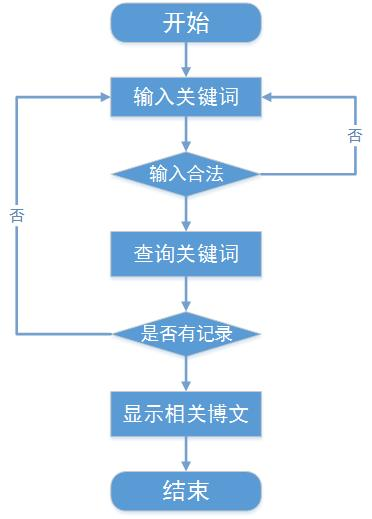 开始
输入关键词
否
输入合法
否
查询关键词
是否有记录
显示相关博文
结束